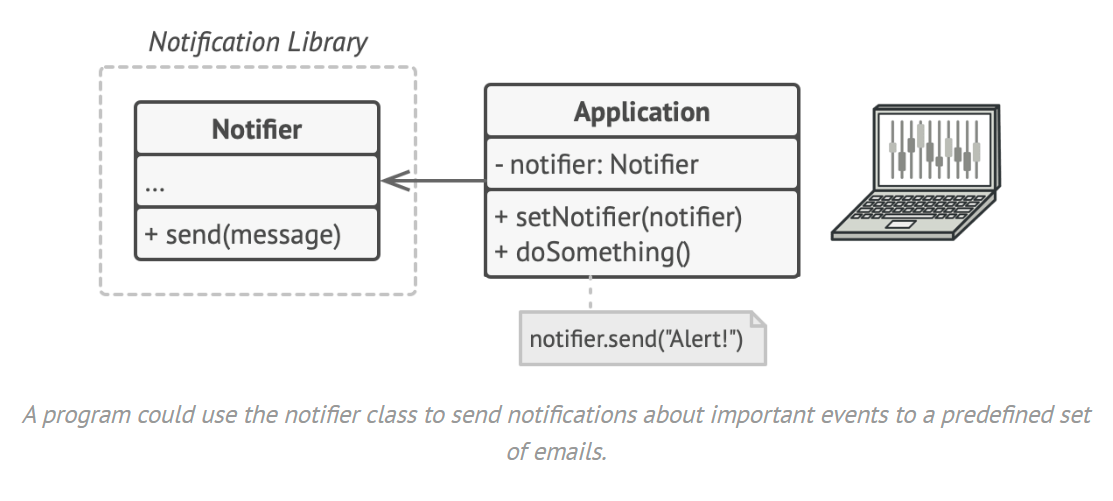 Notification Library
Notifier
...
+ send(message)
Application
- notifier: Notifier
+ setNotifier(notifier)
+ doSomething()
notifier.send("Alert!")
A program could use the notifier class to send notifications about important events to a predefined set
of emails.